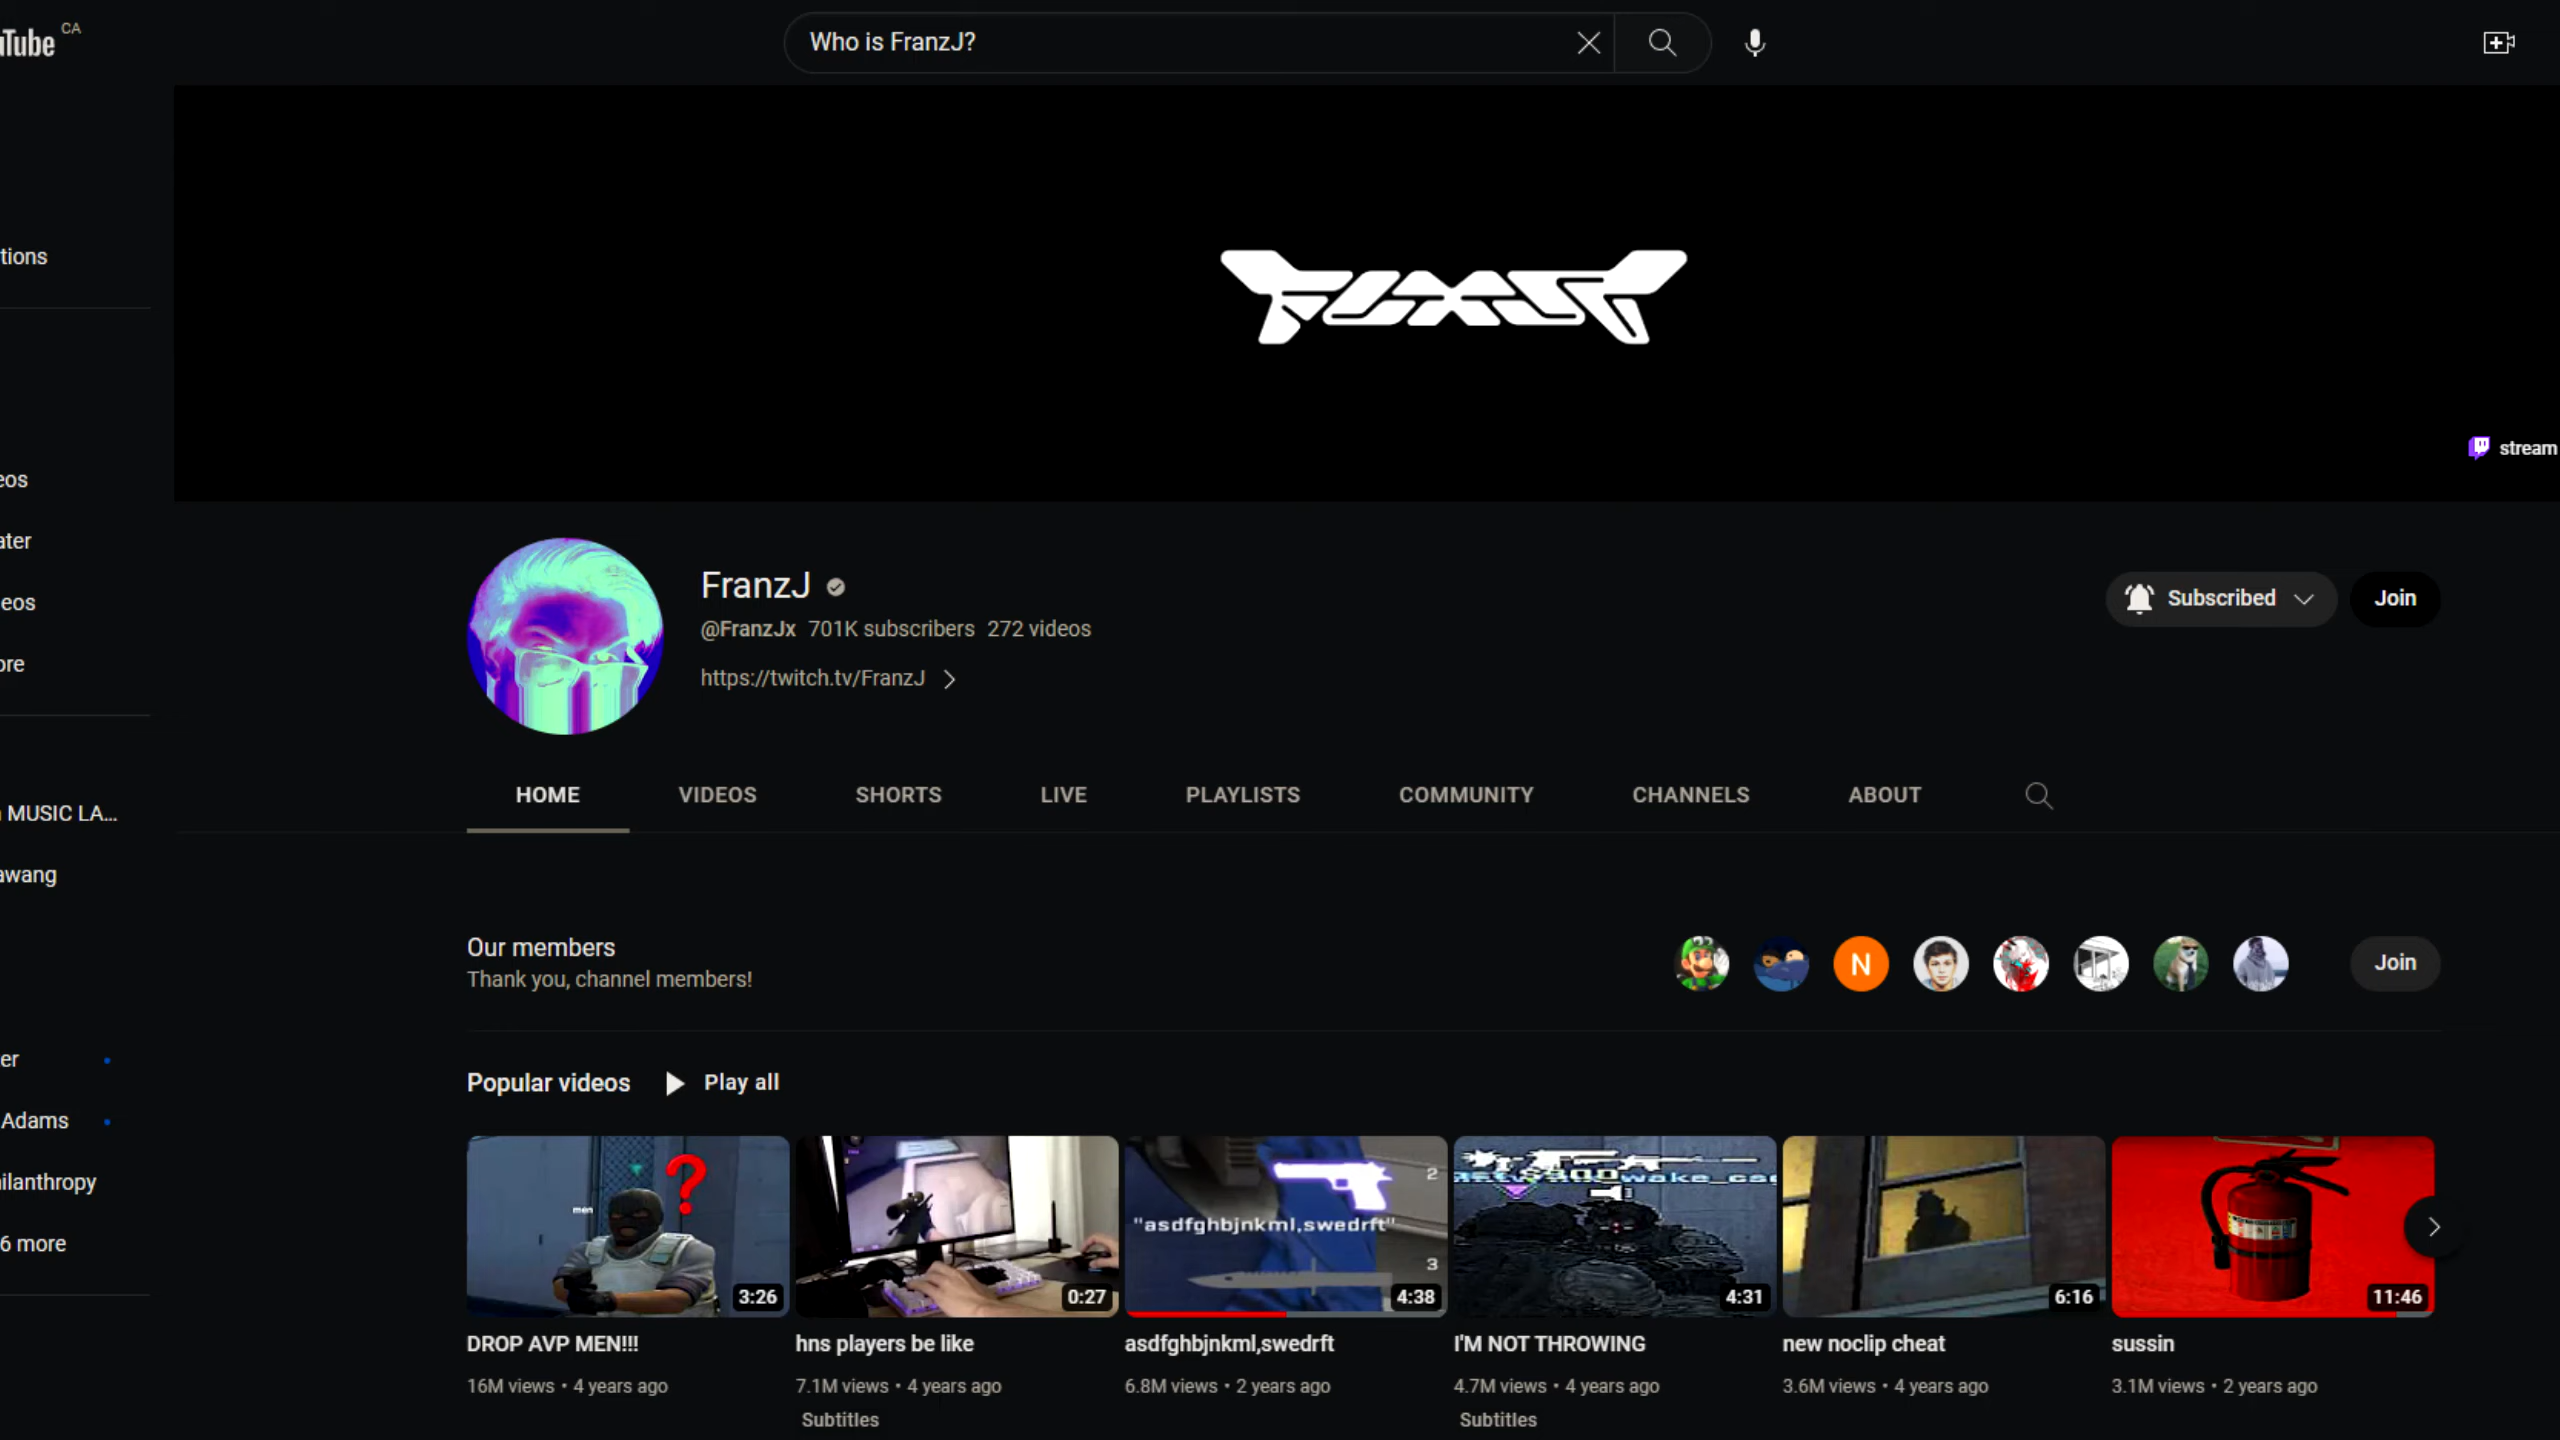 uTube CA
Who is FranzJ?
tions
stream
eos
ater
FranzJ
@FranzJx 701K subscribers 272 videos
Subscribed
Join
eos
ore
https://twitch.tv/FranzJ
HOME VIDEOS SHORTS LIVE PLAYLISTS COMMUNITY CHANNELS ABOUT
MUSIC LA...
awang
Our members
Thank you, channel members!
N
Join
er
Adams
ilanthropy
6 more
Popular videos Play all
men
?
3:26
0:27
2
"asdfghbjnkml,swedrft"
3
4:38
4:31
6:16
11:46
DROP AVP MEN!!!
16M views • 4 years ago
hns players be like
7.1M views • 4 years ago
Subtitles
asdfghbjnkml,swedrft
6.8M views • 2 years ago
I'M NOT THROWING
4.7M views • 4 years ago
Subtitles
new noclip cheat
3.6M views • 4 years ago
sussin
3.1M views • 2 years ago